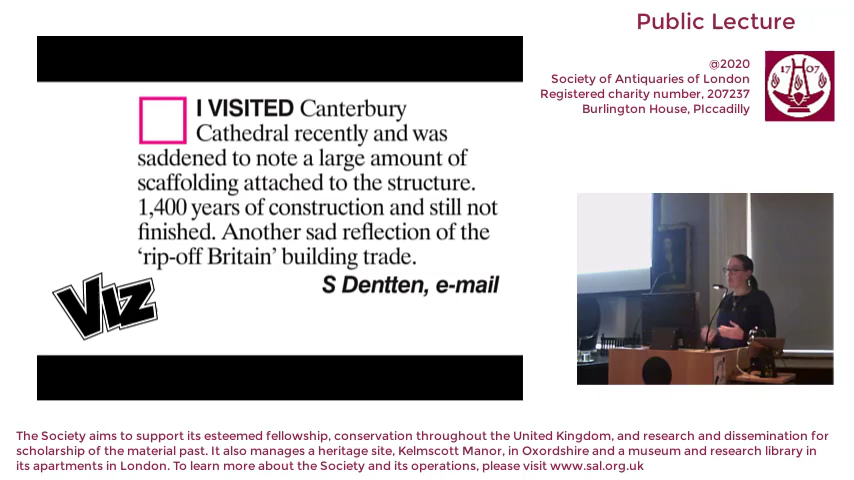 Public Lecture
@2020
Society of Antiquaries of London
Registered charity number, 207237
Burlington House, PIccadilly
17 07
I VISITED Canterbury
Cathedral recently and was
saddened to note a large amount of
scaffolding attached to the structure.
1,400 years of construction and still not
finished. Another sad reflection of the
‘rip-off Britain’ building trade.
S Dentten, e-mail
VIZ
The Society aims to support its esteemed fellowship, conservation throughout the United Kingdom, and research and dissemination for
scholarship of the material past. It also manages a heritage site, Kelmscott Manor, in Oxordshire and a museum and research library in
its apartments in London. To learn more about the Society and its operations, please visit www.sal.org.uk